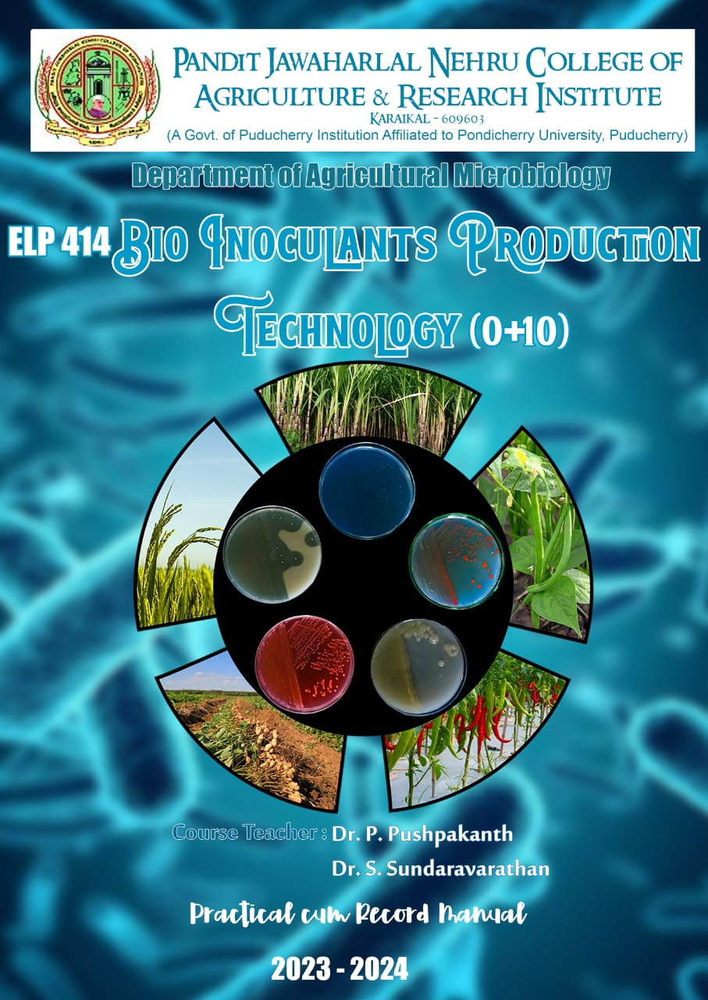 PANDIT JAWAHARLAL NEHRU COLLEGE OF
AGRICULTURE & RESEARCH INSTITUTE
KARAIKAL - 609603
(A Govt. of Puducherry Institution Affiliated to Pondicherry University, Puducherry)
Department of Agricultural Microbiology
ELP 414 BIO INOCULANTS PRODUCTION
TECHNOLOGY (0+10)
Course Teacher : Dr. P. Pushpakanth
Dr. S. Sundaravarathan
Practical cum Record Manual
2023 - 2024